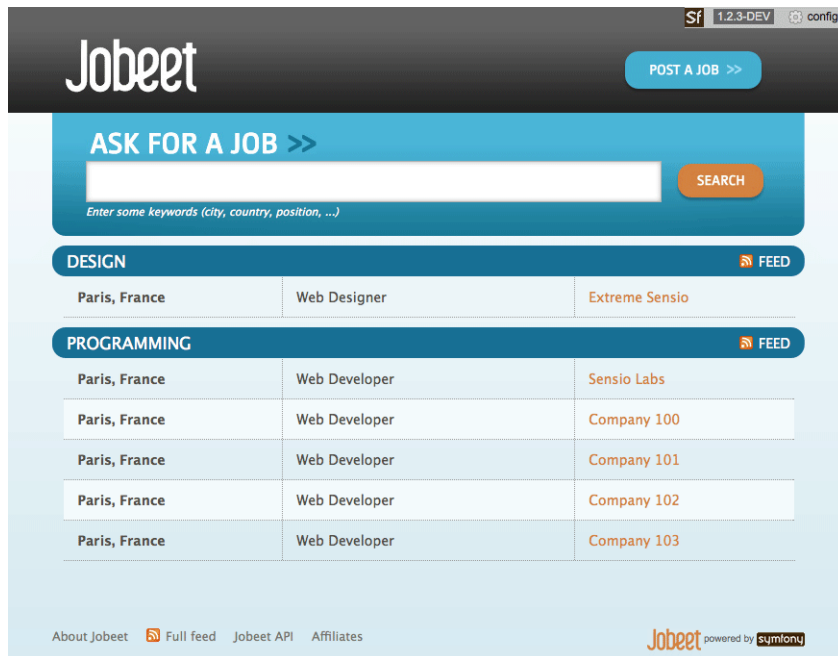 Sf 1.2.3-DEV config
Jobeet
POST A JOB >>
ASK FOR A JOB >>
SEARCH
Enter some keywords (city, country, position, ...)
DESIGN FEED
Paris, France Web Designer Extreme Sensio
PROGRAMMING FEED
Paris, France Web Developer Sensio Labs
Paris, France Web Developer Company 100
Paris, France Web Developer Company 101
Paris, France Web Developer Company 102
Paris, France Web Developer Company 103
About Jobeet Full feed Jobeet API Affiliates Jobeet powered by symfony